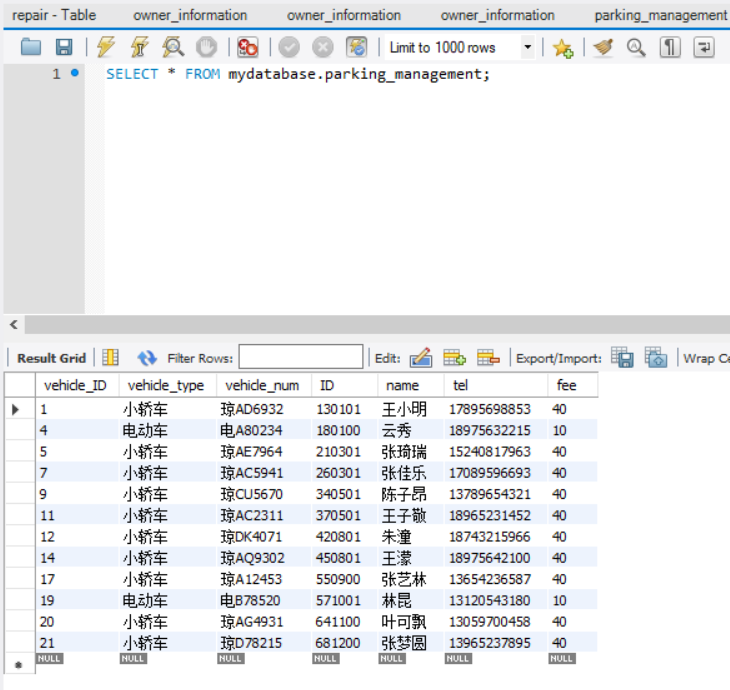 repair - Table owner_information owner_information owner_information parking_management
Limit to 1000 rows
1 SELECT * FROM mydatabase.parking_management;
Result Grid Filter Rows: Edit: Export/Import: Wrap Ce
vehicle_ID vehicle_type vehicle_num ID name tel fee
1 小轿车 琼AD6932 130101 王小明 17895698853 40
4 电动车 电A80234 180100 云秀 18975632215 10
5 小轿车 琼AE7964 210301 张琦瑞 15240817963 40
7 小轿车 琼AC5941 260301 张佳乐 17089596693 40
9 小轿车 琼CU5670 340501 陈子昂 13789654321 40
11 小轿车 琼AC2311 370501 王子敬 18965231452 40
12 小轿车 琼DK4071 420801 朱潼 18743215966 40
14 小轿车 琼AQ9302 450801 王濛 18975642100 40
17 小轿车 琼A12453 550900 张艺林 13654236587 40
19 电动车 电B78520 571001 林昆 13120543180 10
20 小轿车 琼AG4931 641100 叶可飘 13059700458 40
21 小轿车 琼D78215 681200 张梦圆 13965237895 40
NULL NULL NULL NULL NULL NULL NULL